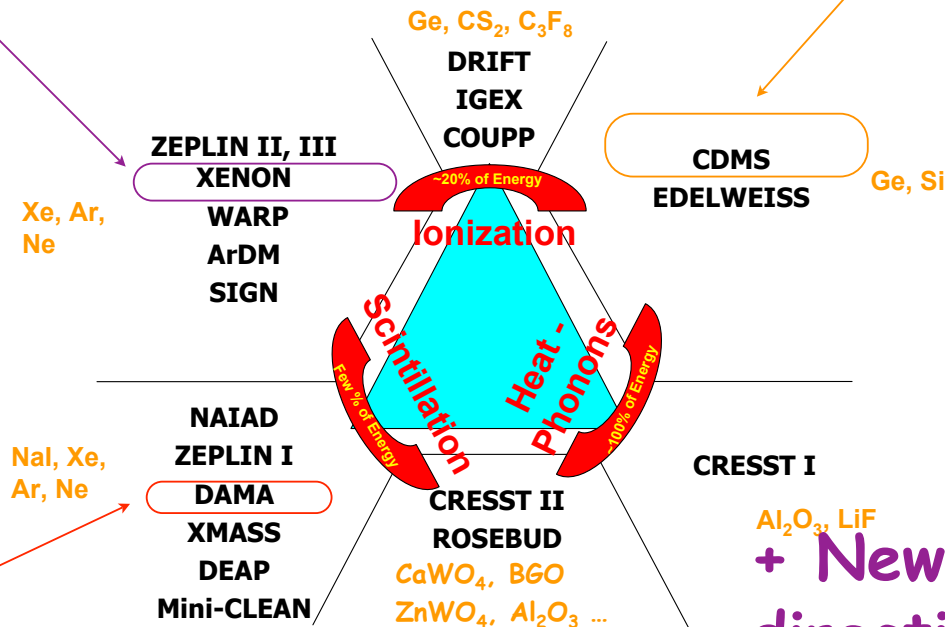 Ge, CS₂, C₃F₈
DRIFT
IGEX
COUPP
ZEPLIN II, III
XENON
WARP
ArDM
SIGN
Xe, Ar,
Ne
CDMS
EDELWEISS
Ge, Si
~20% of Energy
Ionization
Scintillation
Few % of Energy
Heat -
Phonons
~100% of Energy
NAIAD
ZEPLIN I
DAMA
XMASS
DEAP
Mini-CLEAN
NaI, Xe,
Ar, Ne
CRESST II
ROSEBUD
CaWO₄, BGO
ZnWO₄, Al₂O₃ ...
CRESST I
Al₂O₃, LiF
+ New